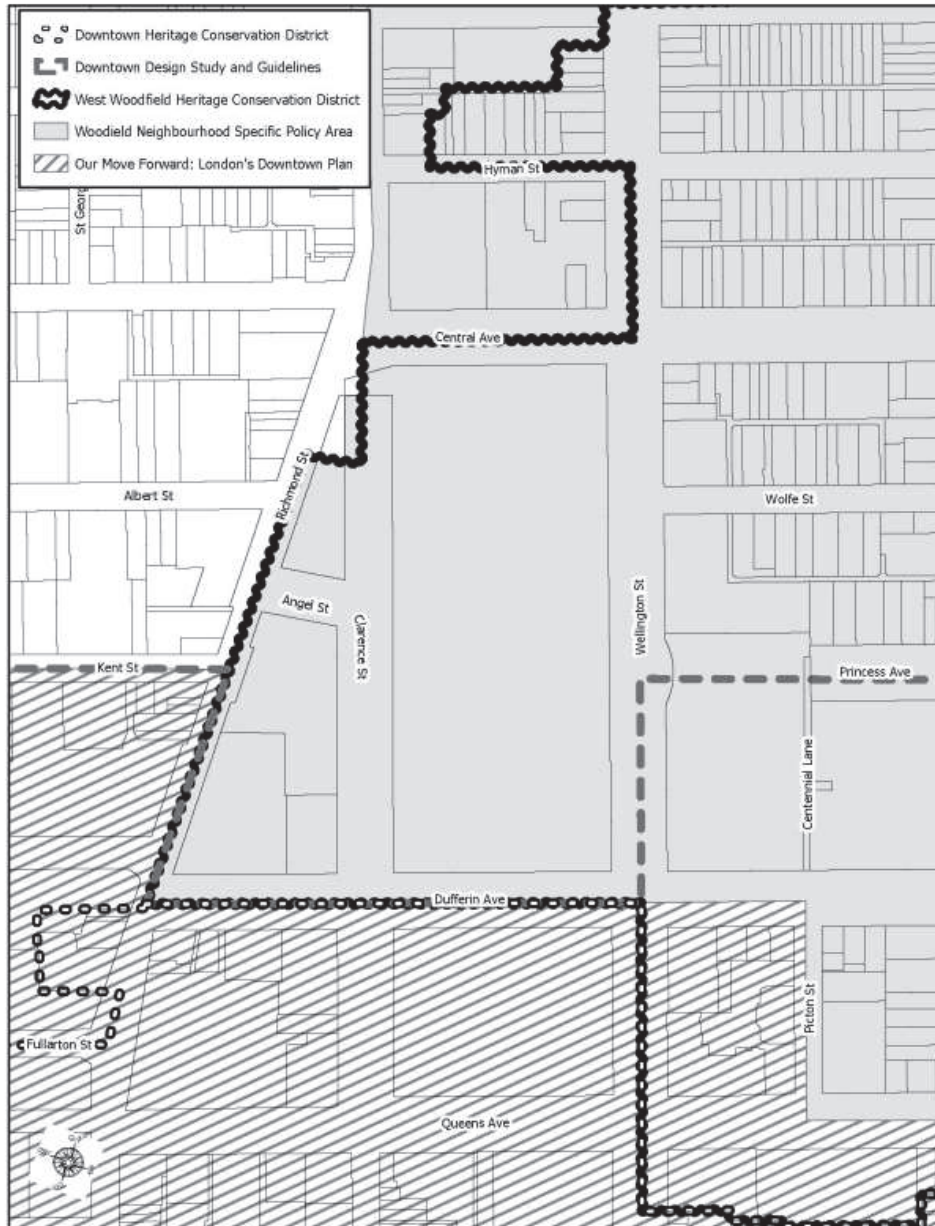 Downtown Heritage Conservation District
Downtown Design Study and Guidelines
West Woodfield Heritage Conservation District
Woodield Neighbourhood Specific Policy Area
Our Move Forward: London's Downtown Plan
St Georg
Hyman St
Central Ave
Richmond St
Albert St
Wolfe St
Angel St
Clarence St
Wellington St
Kent St
Princess Ave
Centennial Lane
Dufferin Ave
Picton St
Fullarton St
Queens Ave